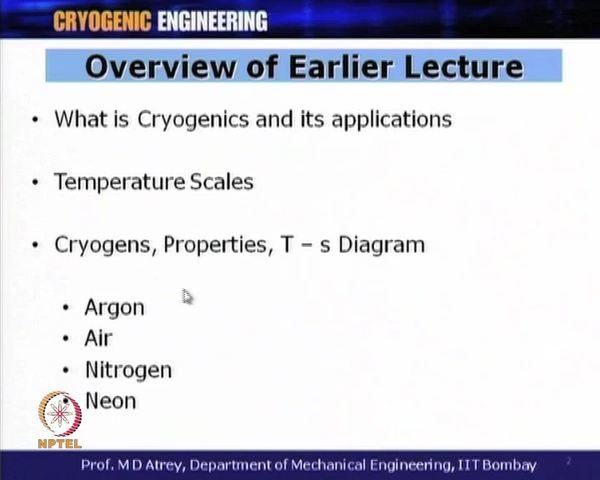 CRYOGENIC ENGINEERING
Overview of Earlier Lecture
• What is Cryogenics and its applications
• Temperature Scales
• Cryogens, Properties, T – s Diagram
• Argon
• Air
• Nitrogen
• Neon
NPTEL
Prof. M D Atrey, Department of Mechanical Engineering, IIT Bombay
2